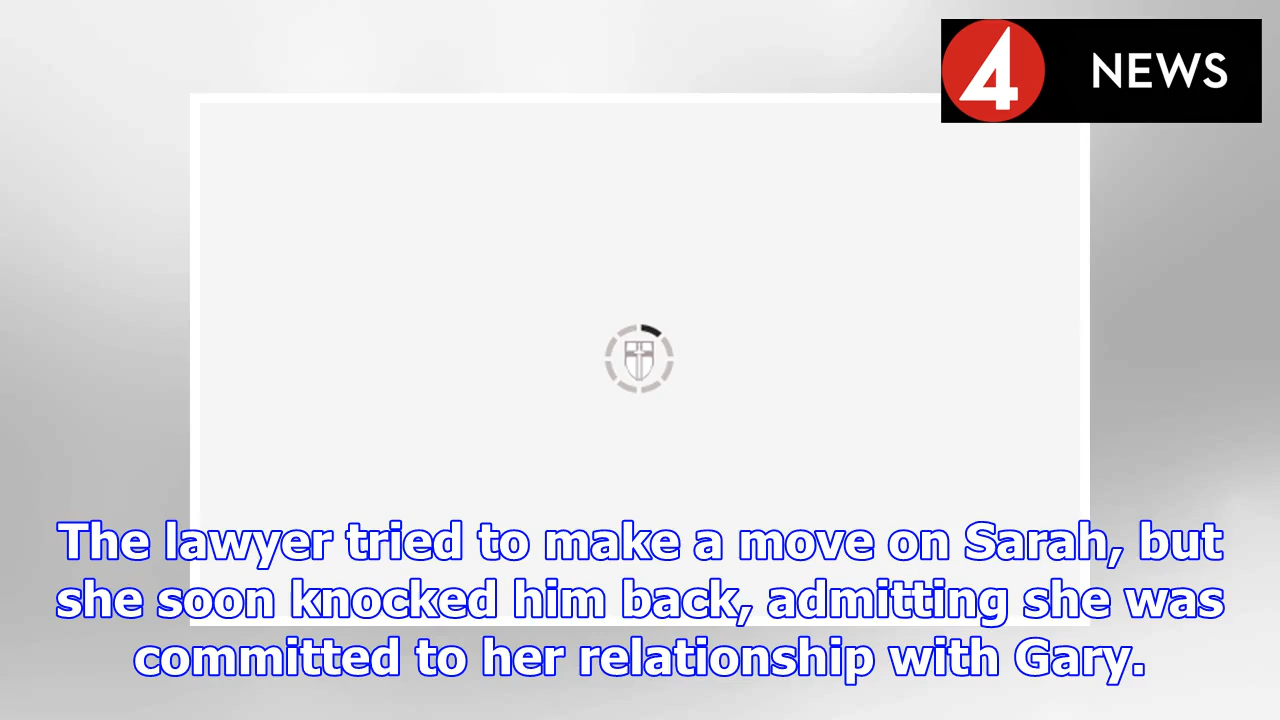 4 NEWS
The lawyer tried to make a move on Sarah, but
she soon knocked him back, admitting she was
committed to her relationship with Gary.